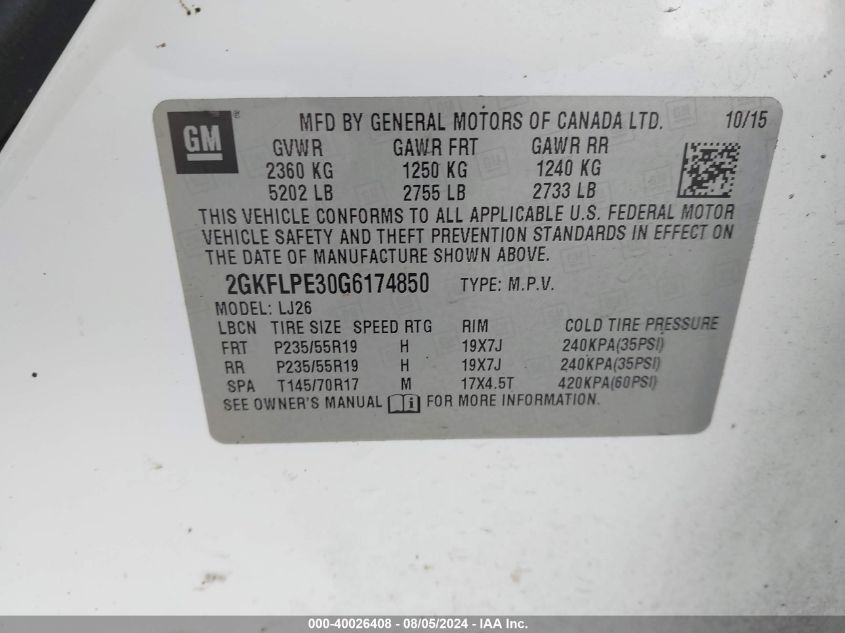 GM ® MFD BY GENERAL MOTORS OF CANADA LTD. 10/15
GVWR GAWR FRT GAWR RR
2360 KG 1250 KG 1240 KG
5202 LB 2755 LB 2733 LB
THIS VEHICLE CONFORMS TO ALL APPLICABLE U.S. FEDERAL MOTOR
VEHICLE SAFETY AND THEFT PREVENTION STANDARDS IN EFFECT ON
THE DATE OF MANUFACTURE SHOWN ABOVE.
2GKFLPE30G6174850 TYPE: M.P.V.
MODEL: LJ26
LBCN TIRE SIZE SPEED RTG RIM COLD TIRE PRESSURE
FRT P235/55R19 H 19X7J 240KPA(35PSI)
RR P235/55R19 H 19X7J 240KPA(35PSI)
SPA T145/70R17 M 17X4.5T 420KPA(60PSI)
SEE OWNER'S MANUAL FOR MORE INFORMATION.
000-40026408 - 08/05/2024 - IAA Inc.